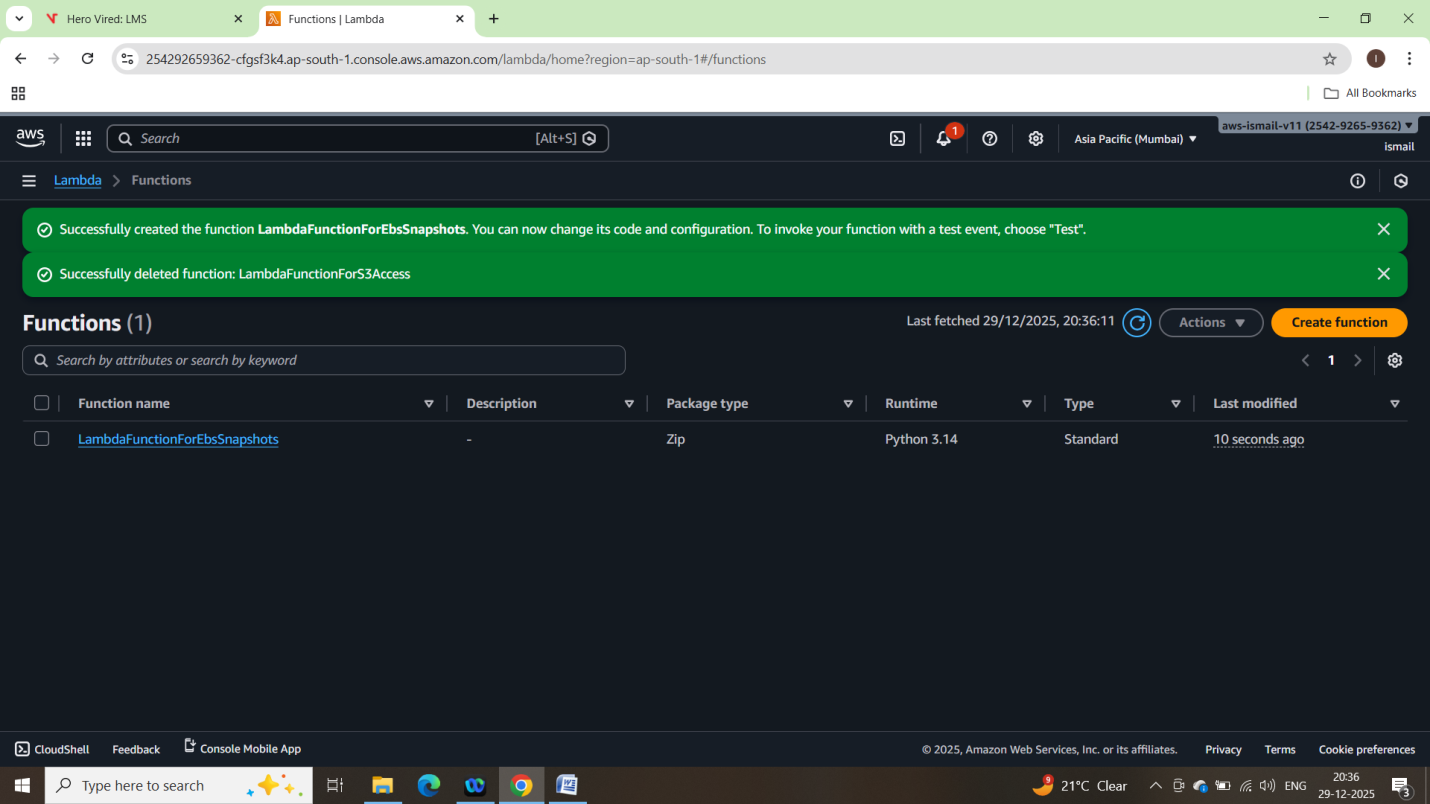 Hero Vired: LMS
Functions | Lambda
254292659362-cfgsf3k4.ap-south-1.console.aws.amazon.com/lambda/home?region=ap-south-1#/functions
All Bookmarks
aws
Search [Alt+S]
1
Asia Pacific (Mumbai)
aws-ismail-v11 (2542-9265-9362)
ismail
Lambda > Functions
Successfully created the function LambdaFunctionForEbsSnapshots. You can now change its code and configuration. To invoke your function with a test event, choose "Test".
Successfully deleted function: LambdaFunctionForS3Access
Functions (1)
Last fetched 29/12/2025, 20:36:11
Actions
Create function
Search by attributes or search by keyword
1
Function name Description Package type Runtime Type Last modified
LambdaFunctionForEbsSnapshots - Zip Python 3.14 Standard 10 seconds ago
CloudShell Feedback Console Mobile App © 2025, Amazon Web Services, Inc. or its affiliates. Privacy Terms Cookie preferences
Type here to search
9
21°C Clear
ENG
20:36
29-12-2025
3
I